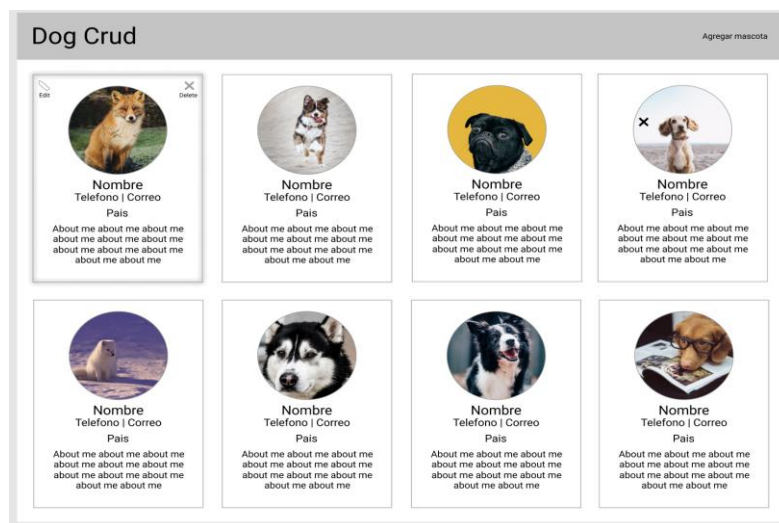 Dog Crud
Agregar mascota
Edit
Delete
Nombre
Telefono | Correo
Pais
About me about me about me
about me about me about me
about me about me about me
about me about me
Nombre
Telefono | Correo
Pais
About me about me about me
about me about me about me
about me about me about me
about me about me
Nombre
Telefono | Correo
Pais
About me about me about me
about me about me about me
about me about me about me
about me about me
Nombre
Telefono | Correo
Pais
About me about me about me
about me about me about me
about me about me about me
about me about me
Nombre
Telefono | Correo
Pais
About me about me about me
about me about me about me
about me about me about me
about me about me
Nombre
Telefono | Correo
Pais
About me about me about me
about me about me about me
about me about me about me
about me about me
Nombre
Telefono | Correo
Pais
About me about me about me
about me about me about me
about me about me about me
about me about me
Nombre
Telefono | Correo
Pais
About me about me about me
about me about me about me
about me about me about me
about me about me